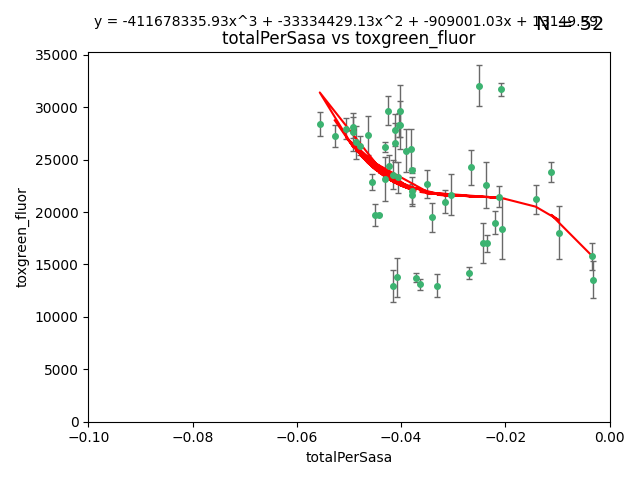 y = -411678335.93x^3 + -33334429.13x^2 + -909001.03x +
N = 52
totalPerSasa vs toxgreen_fluor
35000
30000
25000
20000
15000
10000
5000
0
toxgreen_fluor
−0.10 −0.08 −0.06 −0.04 −0.02 0.00
totalPerSasa